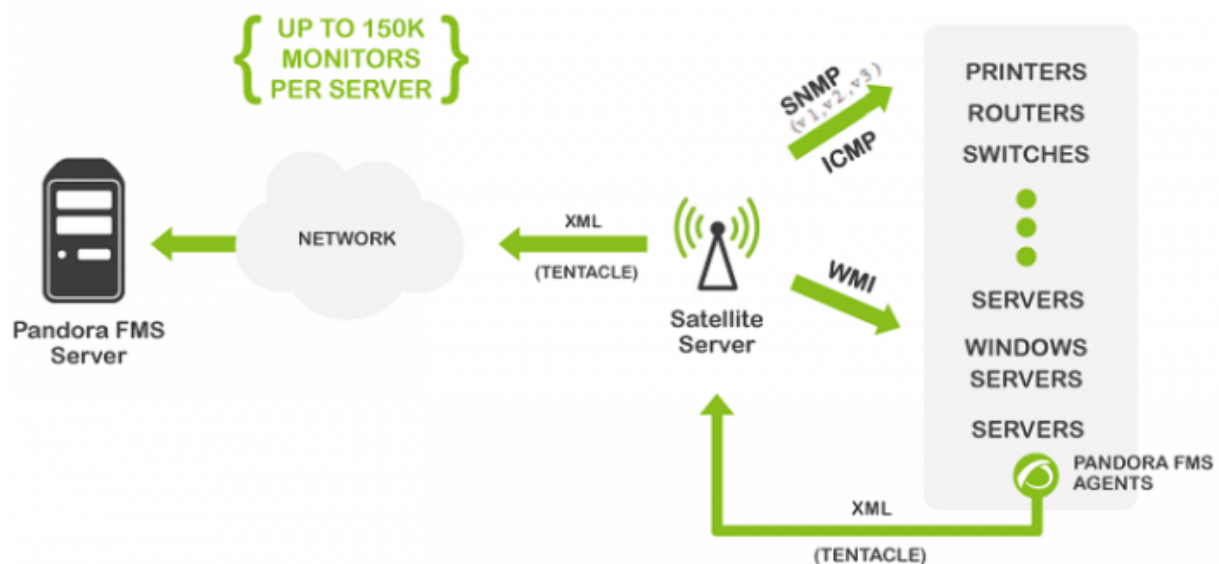 UP TO 150K
MONITORS
PER SERVER
SNMP
(v1,v2,v3)
ICMP
PRINTERS
ROUTERS
SWITCHES
NETWORK
XML
(TENTACLE)
WMI
Pandora FMS
Server
Satellite
Server
SERVERS
WINDOWS
SERVERS
SERVERS
PANDORA FMS
AGENTS
XML
(TENTACLE)